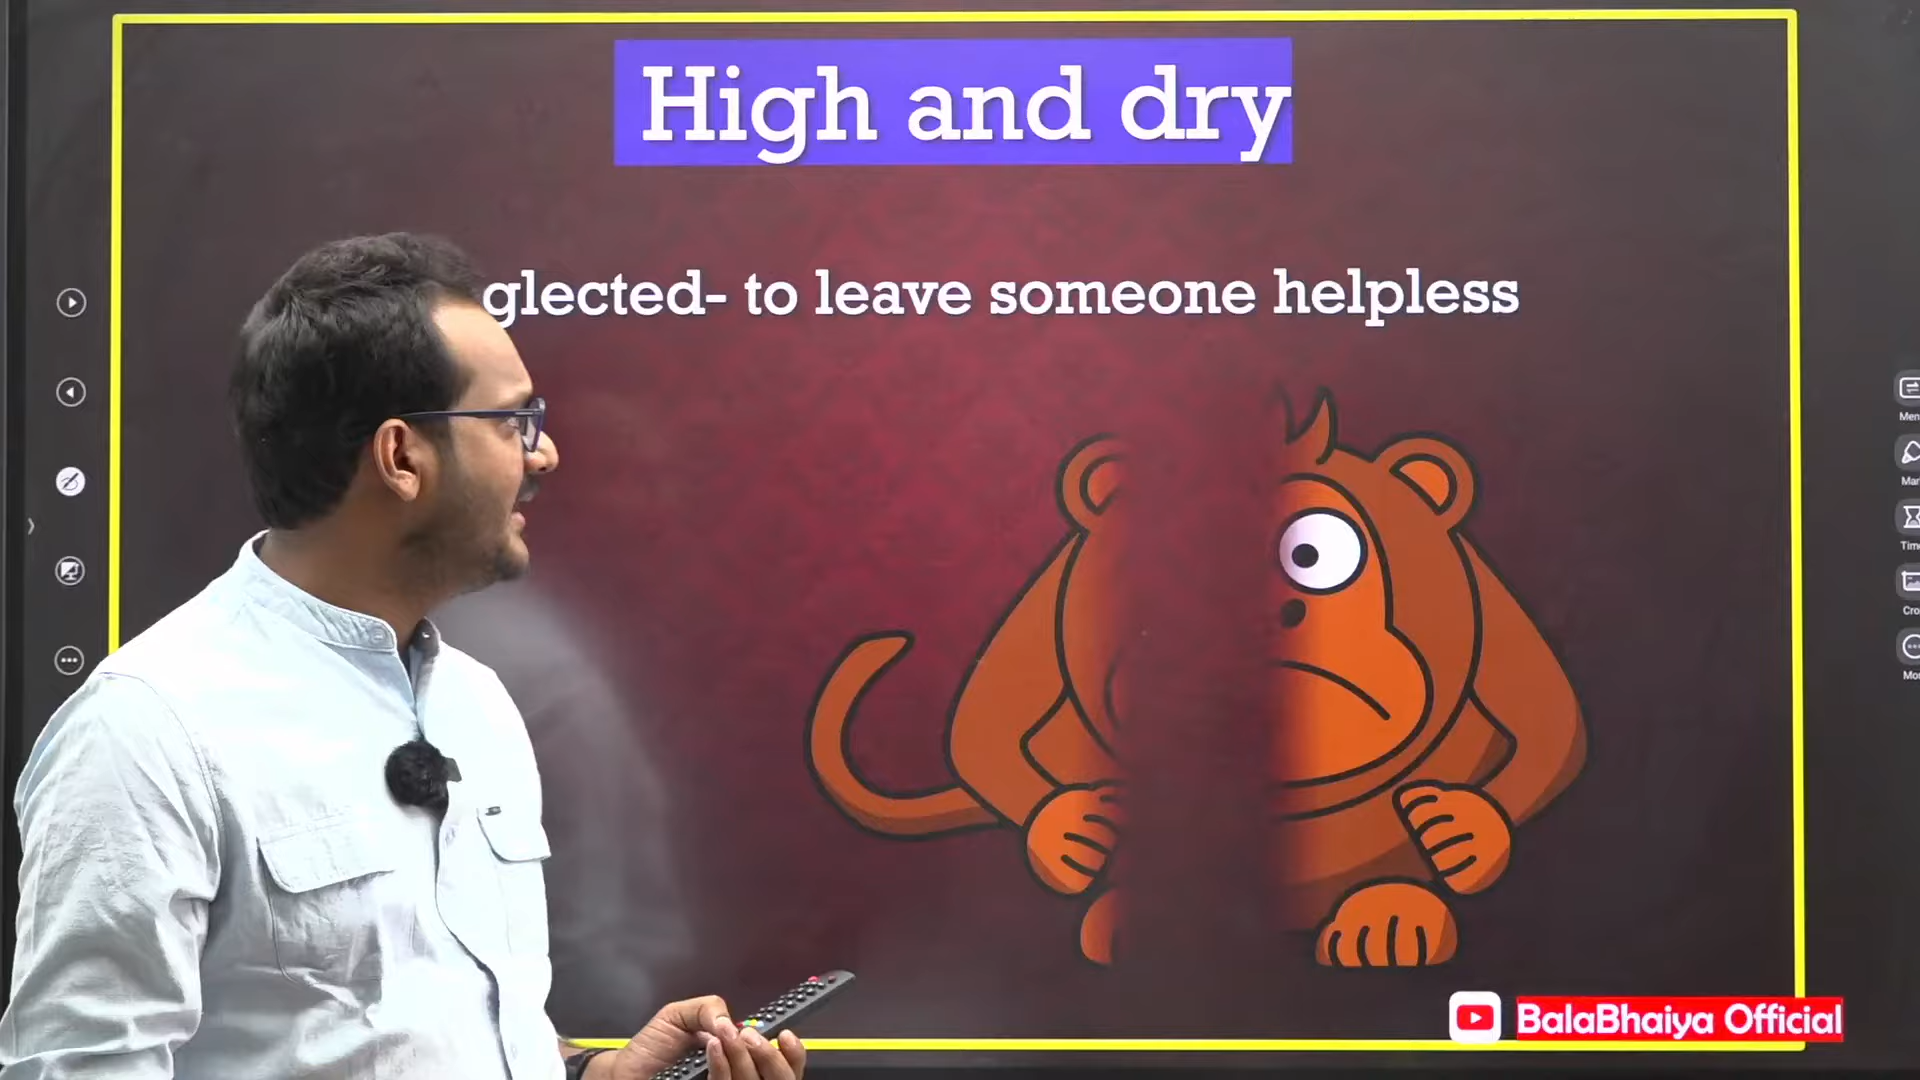 High and dry
glected- to leave someone helpless
BalaBhaiya Official